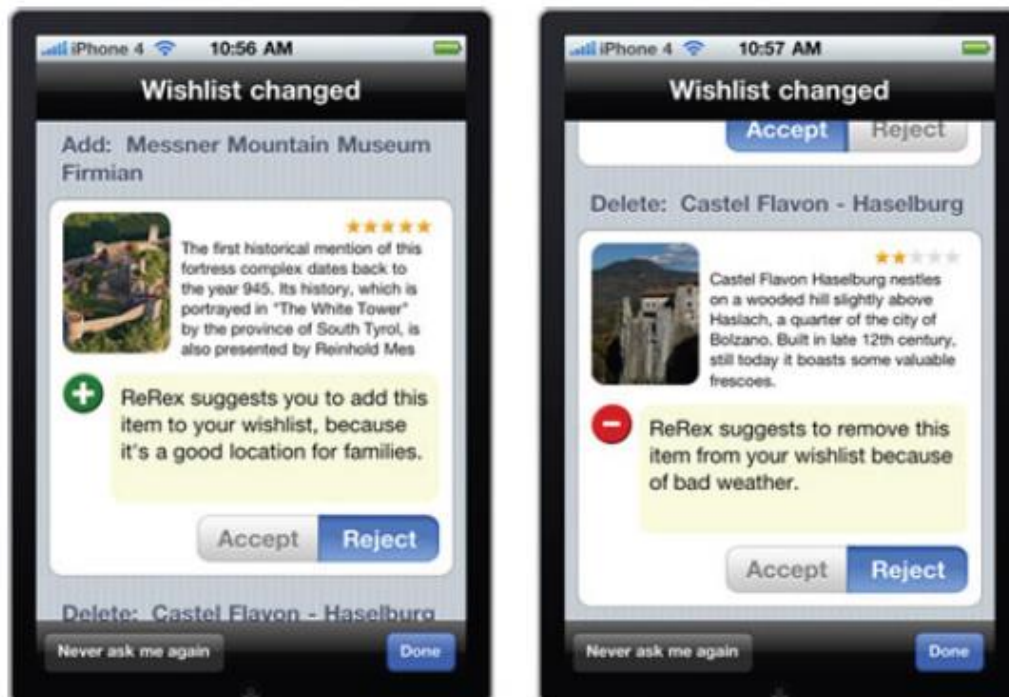 iPhone 4 10:56 AM
Wishlist changed
Add: Messner Mountain Museum
Firmian
The first historical mention of this
fortress complex dates back to
the year 945. Its history, which is
portrayed in "The White Tower"
by the province of South Tyrol, is
also presented by Reinhold Mes
ReRex suggests you to add this
item to your wishlist, because
it's a good location for families.
Accept Reject
Delete: Castel Flavon - Haselburg
Never ask me again Done
iPhone 4 10:57 AM
Wishlist changed
Accept Reject
Delete: Castel Flavon - Haselburg
Castel Flavon Haselburg nestles
on a wooded hill slightly above
Haslach, a quarter of the city of
Bolzano. Built in late 12th century,
still today it boasts some valuable
frescoes.
ReRex suggests to remove this
item from your wishlist because
of bad weather.
Accept Reject
Never ask me again Done